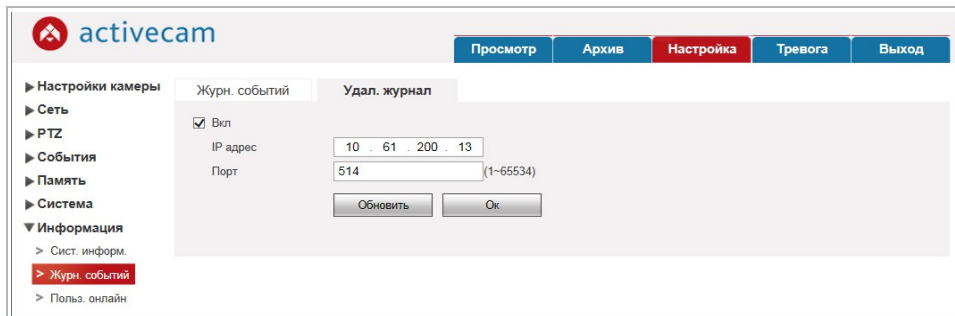 activecam
Просмотр Архив Настройка Тревога Выход
Настройки камеры
Сеть
PTZ
События
Память
Система
Информация
> Сист. информ.
> Журн. событий
> Польз. онлайн
Журн. событий Удал. журнал
Вкл
IP адрес 10 . 61 . 200 . 13
Порт 514 (1~65534)
Обновить Ок